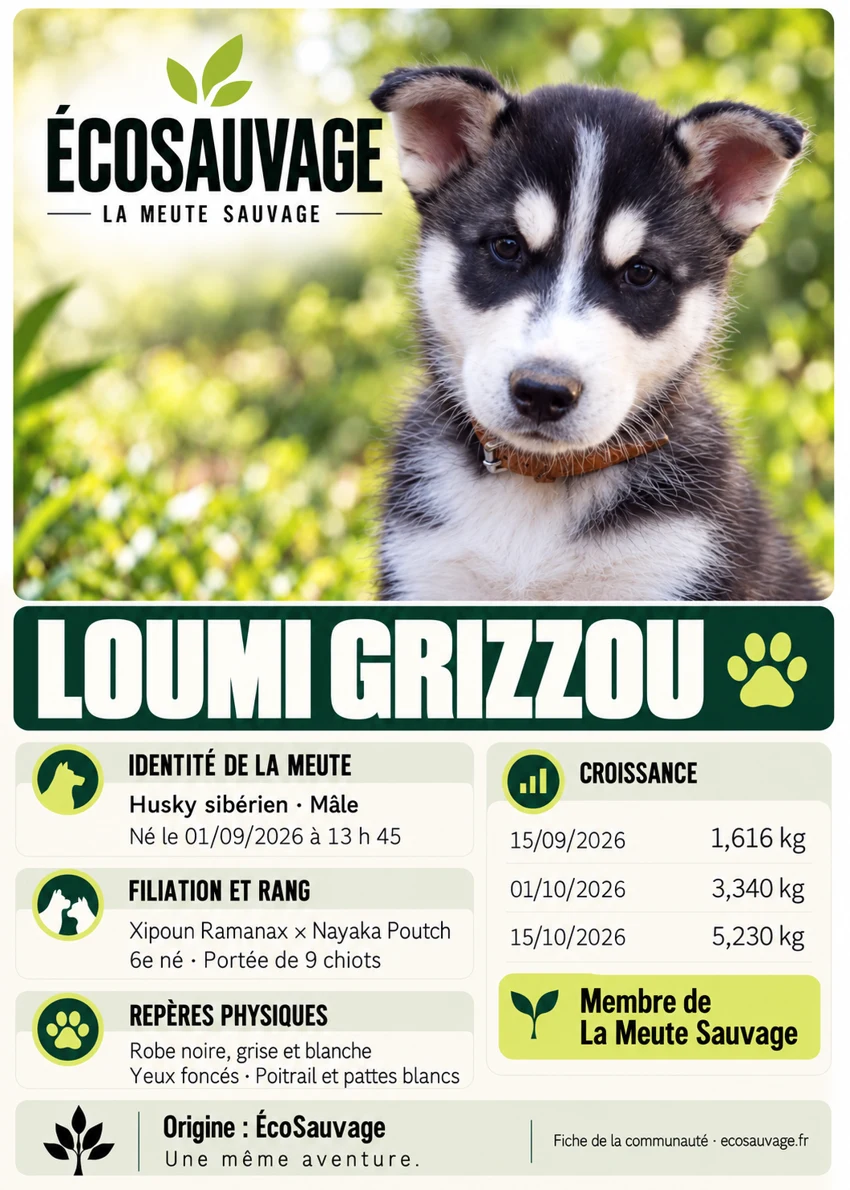 ÉCOSAUVAGE
LA MEUTE SAUVAGE
LOUMI GRIZZOU
IDENTITÉ DE LA MEUTE
Husky sibérien · Mâle
Né le 01/09/2026 à 13 h 45
FILIATION ET RANG
Xipoun Ramanax × Nayaka Poutch
6e né · Portée de 9 chiots
REPÈRES PHYSIQUES
Robe noire, grise et blanche
Yeux foncés · Poitrail et pattes blancs
CROISSANCE
15/09/2026 1,616 kg
01/10/2026 3,340 kg
15/10/2026 5,230 kg
Membre de
La Meute Sauvage
Origine : ÉcoSauvage
Une même aventure.
Fiche de la communauté · ecosauvage.fr